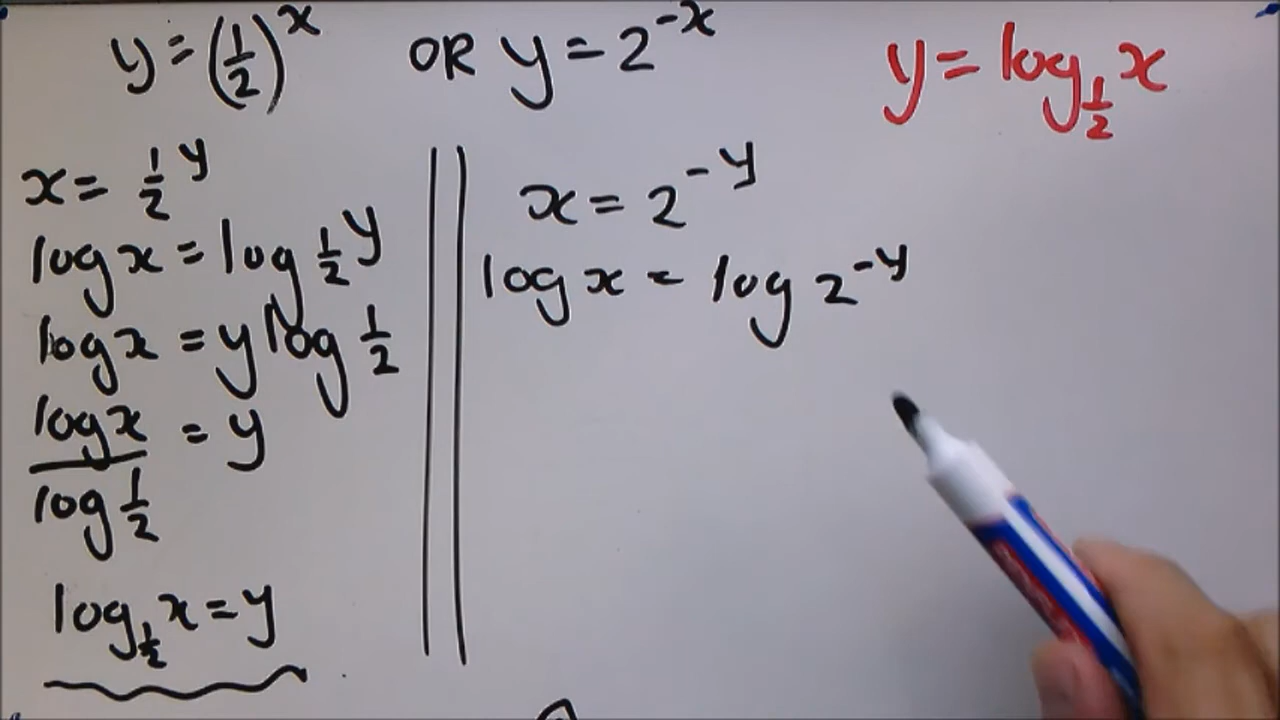 y = (1/2)^x OR y = 2^-x
y = log_1/2 x
x = 1/2^y
log x = log 1/2^y
log x = y log 1/2
log x / log 1/2 = y
log_1/2 x = y
x = 2^-y
log x = log 2^-y